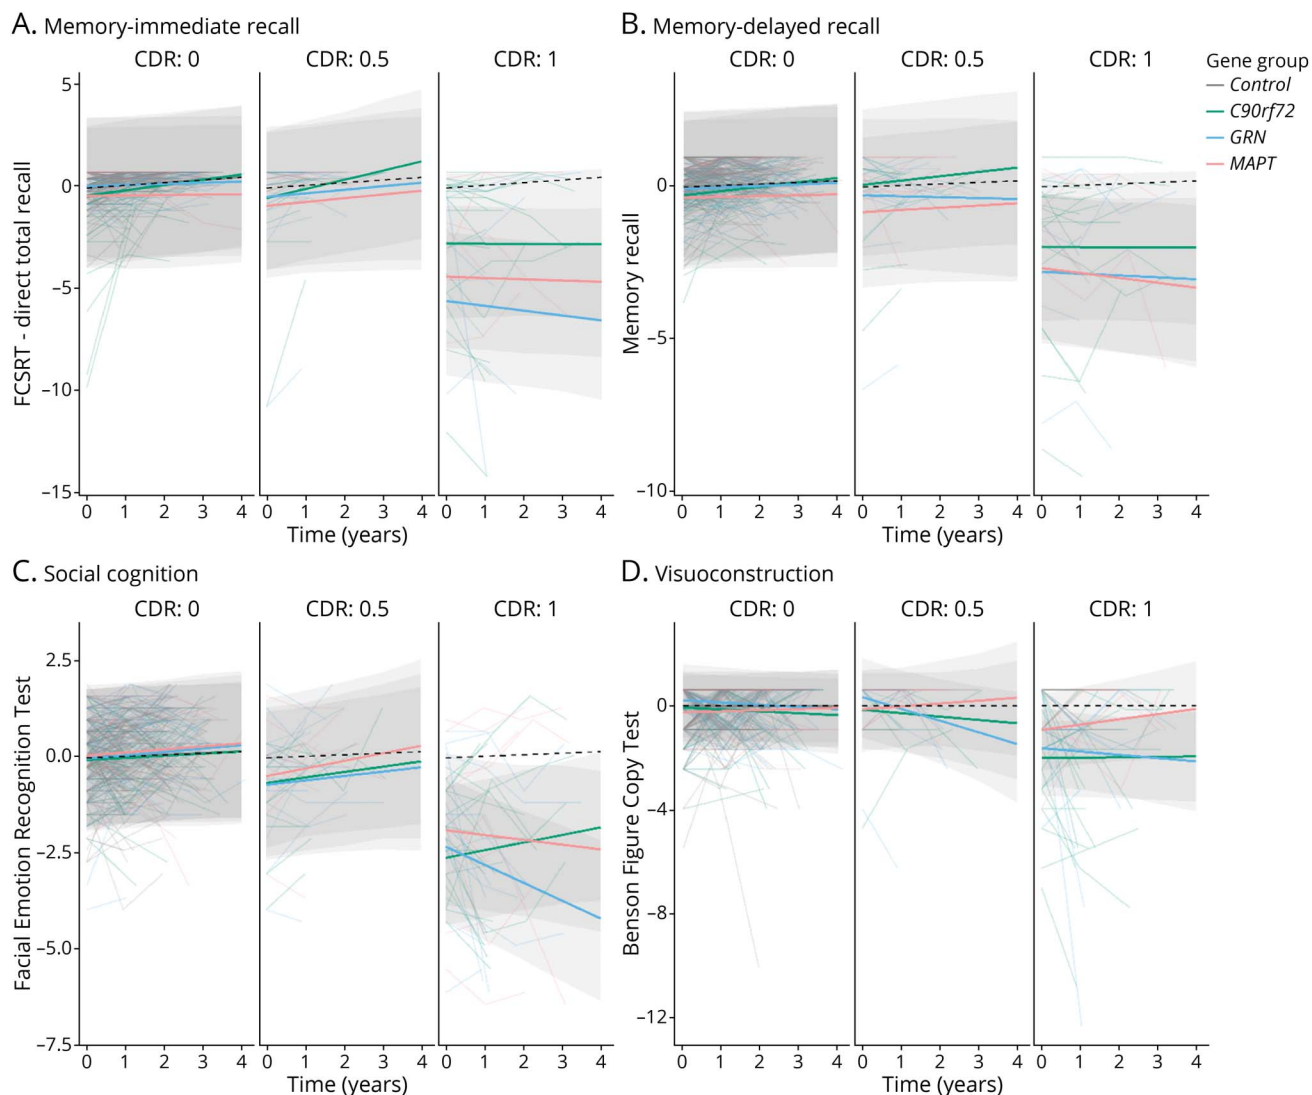 A. Memory-immediate recall
CDR: 0 CDR: 0.5 CDR: 1
FCSRT - direct total recall
5
0
−5
−10
−15
0 1 2 3 4 0 1 2 3 4 0 1 2 3 4
Time (years)
B. Memory-delayed recall
CDR: 0 CDR: 0.5 CDR: 1
Memory recall
0
−5
−10
0 1 2 3 4 0 1 2 3 4 0 1 2 3 4
Time (years)
Gene group
Control
C90rf72
GRN
MAPT
C. Social cognition
CDR: 0 CDR: 0.5 CDR: 1
Facial Emotion Recognition Test
2.5
0.0
−2.5
−5.0
−7.5
0 1 2 3 4 0 1 2 3 4 0 1 2 3 4
Time (years)
D. Visuoconstruction
CDR: 0 CDR: 0.5 CDR: 1
Benson Figure Copy Test
0
−4
−8
−12
0 1 2 3 4 0 1 2 3 4 0 1 2 3 4
Time (years)